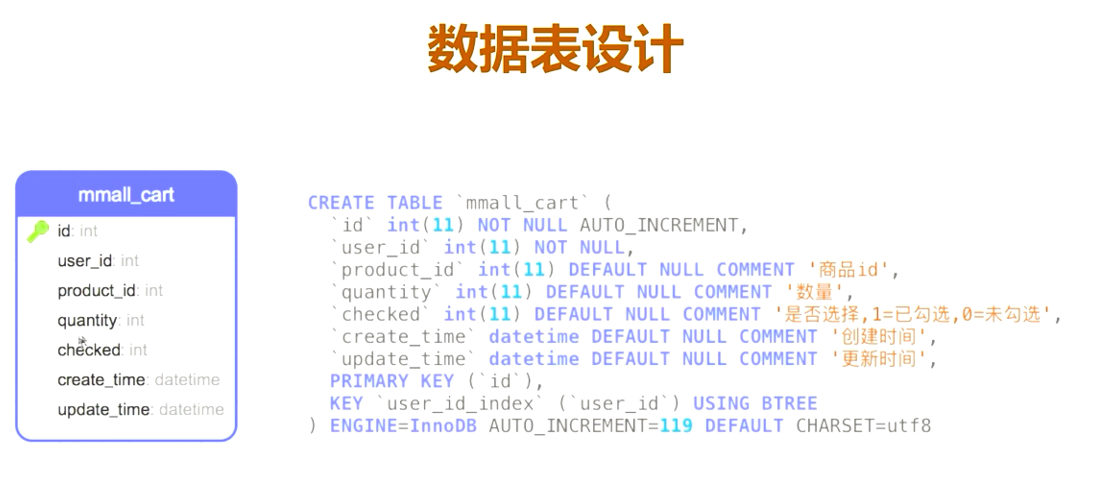 数据表设计
mmall_cart
id: int
user_id: int
product_id: int
quantity: int
checked: int
create_time: datetime
update_time: datetime
CREATE TABLE `mmall_cart` (
`id` int(11) NOT NULL AUTO_INCREMENT,
`user_id` int(11) NOT NULL,
`product_id` int(11) DEFAULT NULL COMMENT '商品id',
`quantity` int(11) DEFAULT NULL COMMENT '数量',
`checked` int(11) DEFAULT NULL COMMENT '是否选择,1=已勾选,0=未勾选',
`create_time` datetime DEFAULT NULL COMMENT '创建时间',
`update_time` datetime DEFAULT NULL COMMENT '更新时间',
PRIMARY KEY (`id`),
KEY `user_id_index` (`user_id`) USING BTREE
) ENGINE=InnoDB AUTO_INCREMENT=119 DEFAULT CHARSET=utf8